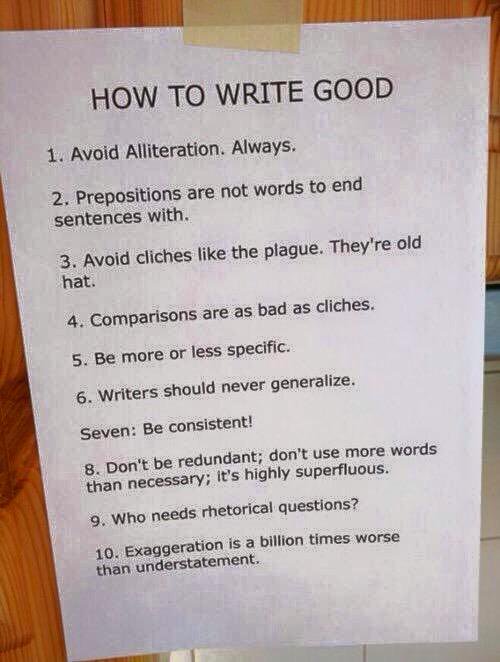 HOW TO WRITE GOOD
1. Avoid Alliteration. Always.
2. Prepositions are not words to end
sentences with.
3. Avoid cliches like the plague. They're old
hat.
4. Comparisons are as bad as cliches.
5. Be more or less specific.
6. Writers should never generalize.
Seven: Be consistent!
8. Don't be redundant; don't use more words
than necessary; it's highly superfluous.
9. Who needs rhetorical questions?
10. Exaggeration is a billion times worse
than understatement.